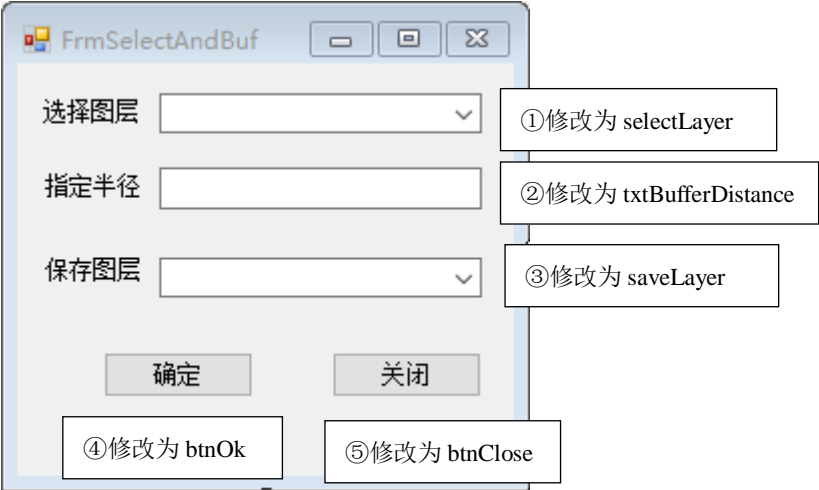 FrmSelectAndBuf
选择图层
①修改为 selectLayer
指定半径
②修改为 txtBufferDistance
保存图层
③修改为 saveLayer
确定
关闭
④修改为 btnOk
⑤修改为 btnClose